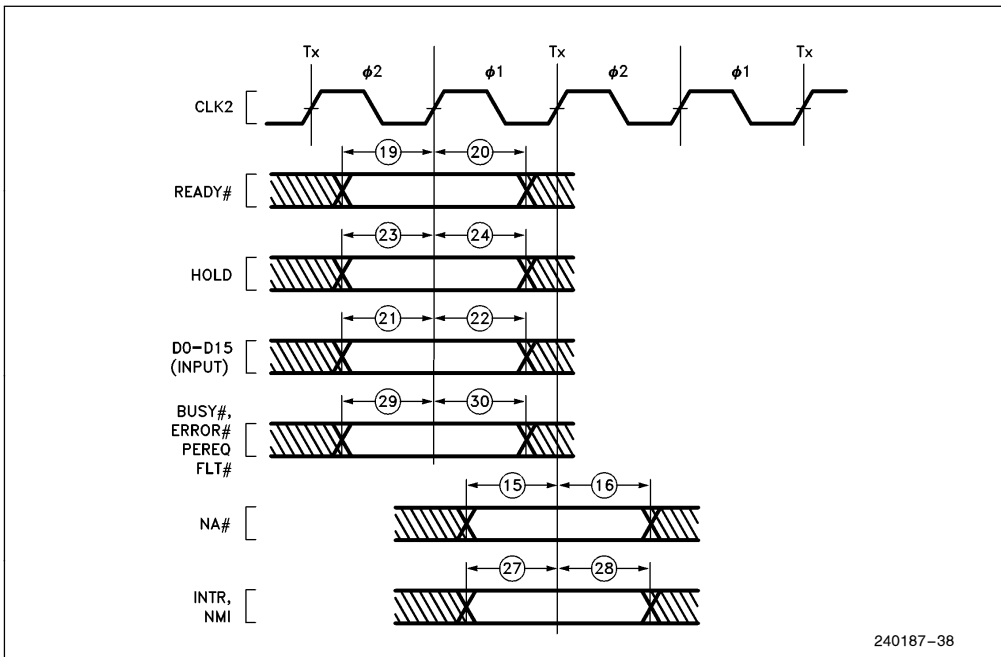 Tx Tx Tx
ϕ2 ϕ1 ϕ2 ϕ1
CLK2
19 20
READY#
23 24
HOLD
21 22
D0–D15
(INPUT)
29 30
BUSY#,
ERROR#
PEREQ
FLT#
15 16
NA#
27 28
INTR,
NMI
240187–38